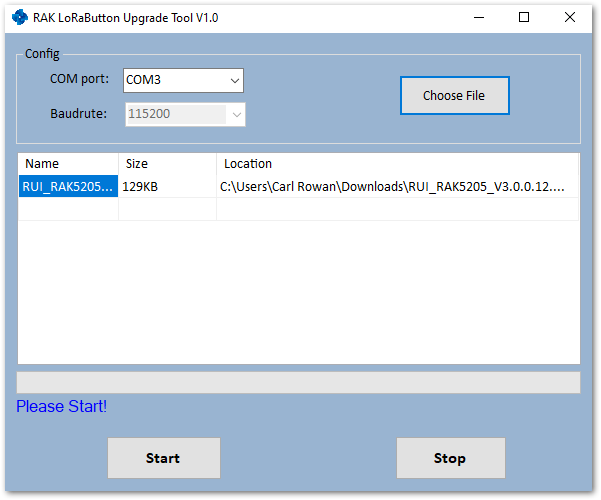 RAK LoRaButton Upgrade Tool V1.0
Config
COM port: COM3
Choose File
Baudrute: 115200
Name Size Location
RUI_RAK5205... 129KB C:\Users\Carl Rowan\Downloads\RUI_RAK5205_V3.0.0.12....
Please Start!
Start Stop